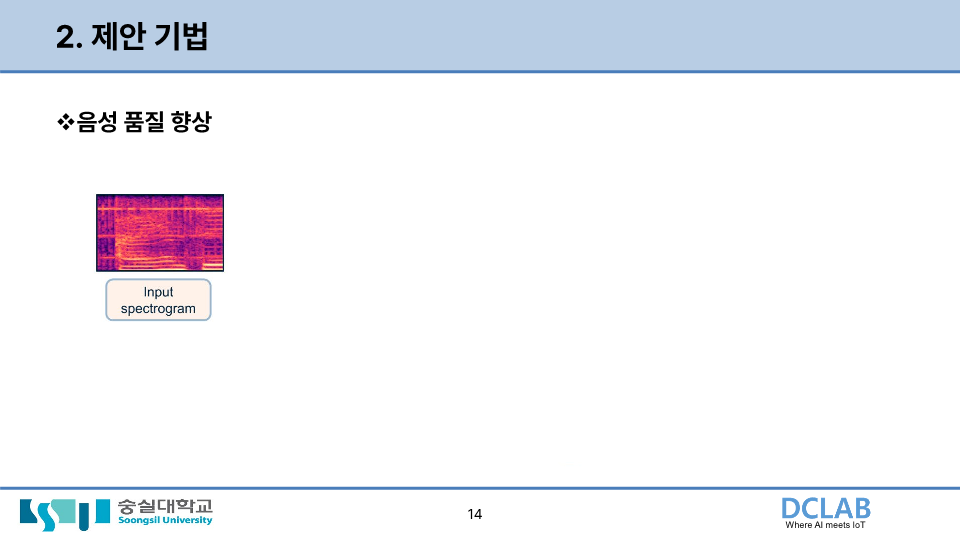 2. 제안 기법
❖음성 품질 향상
Input
spectrogram
숭실대학교
Soongsil University
14
DCLAB
Where AI meets IoT